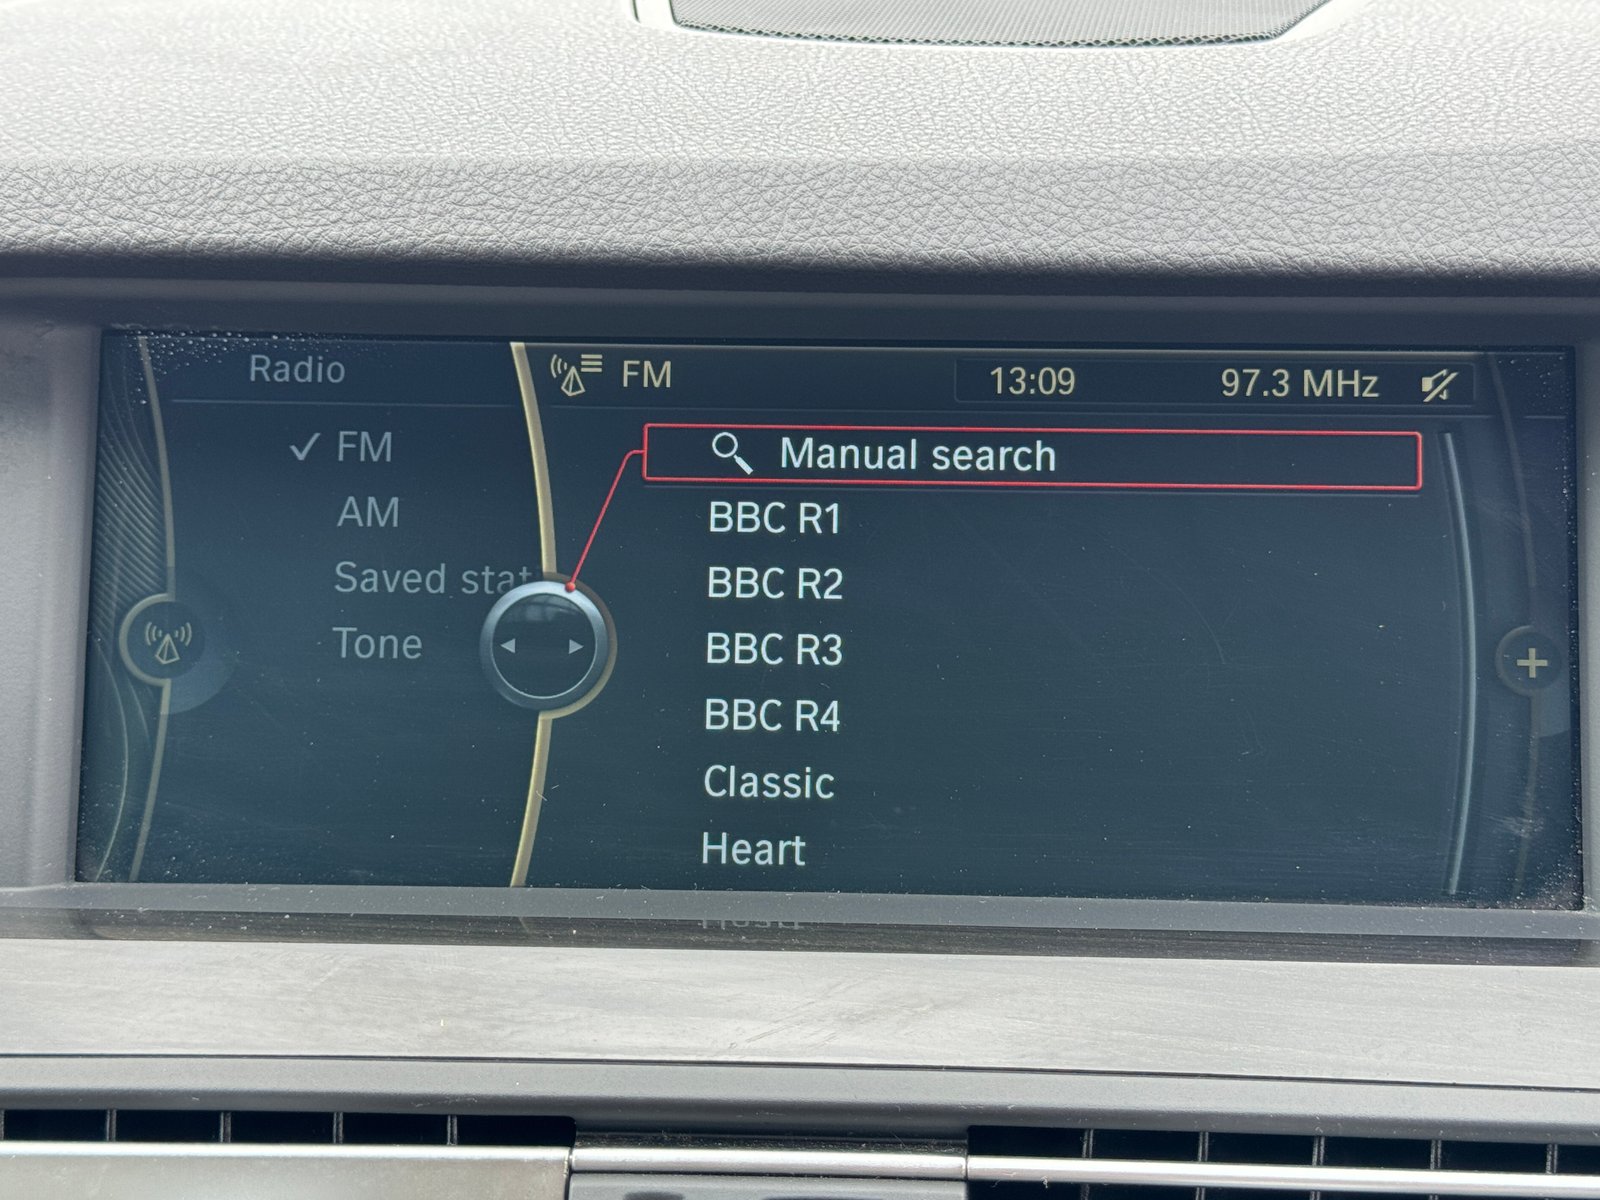 Radio
FM
AM
Saved stat
Tone
FM
13:09
97.3 MHz
Manual search
BBC R1
BBC R2
BBC R3
BBC R4
Classic
Heart